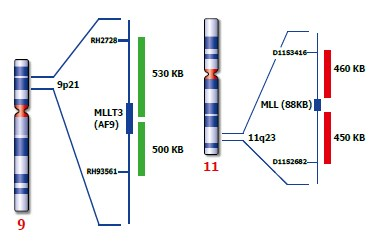 RH2728
9p21
530 KB
MLLT3
(AF9)
500 KB
RH93561
9
D11S3416
460 KB
MLL (88KB)
11q23
450 KB
D11S2682
11